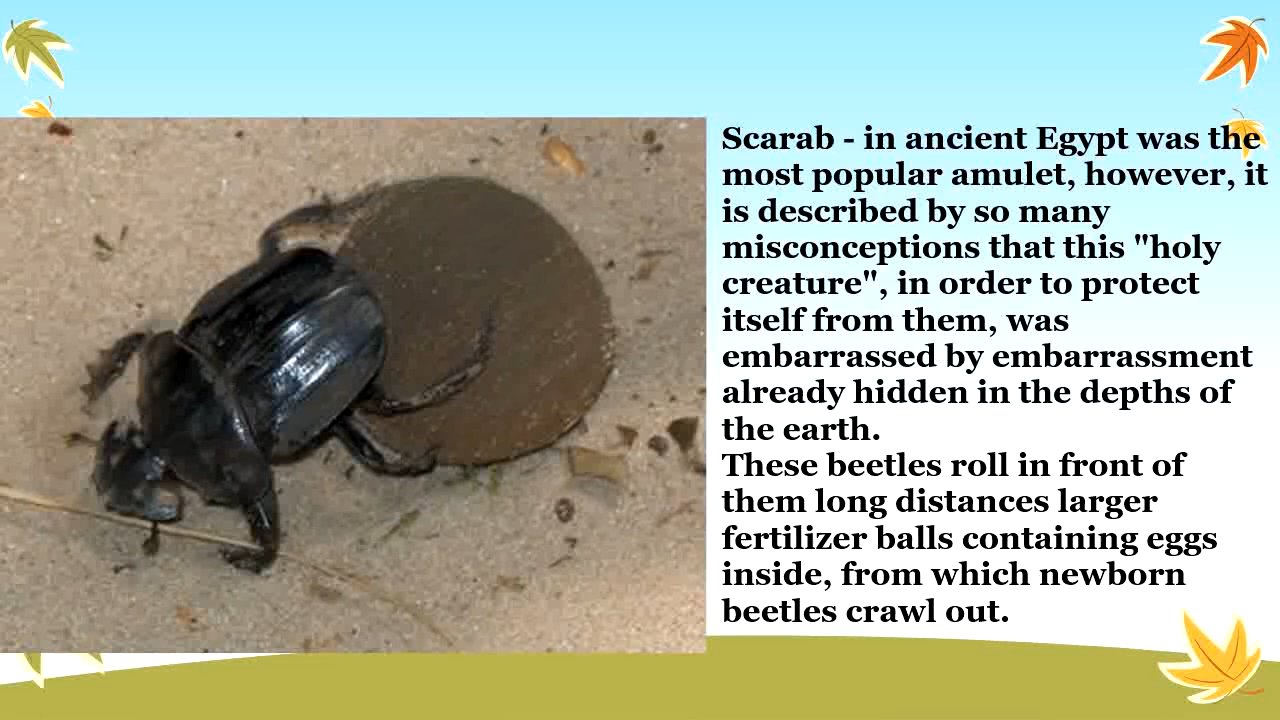 Scarab - in ancient Egypt was the
most popular amulet, however, it
is described by so many
misconceptions that this "holy
creature", in order to protect
itself from them, was
embarrassed by embarrassment
already hidden in the depths of
the earth.
These beetles roll in front of
them long distances larger
fertilizer balls containing eggs
inside, from which newborn
beetles crawl out.